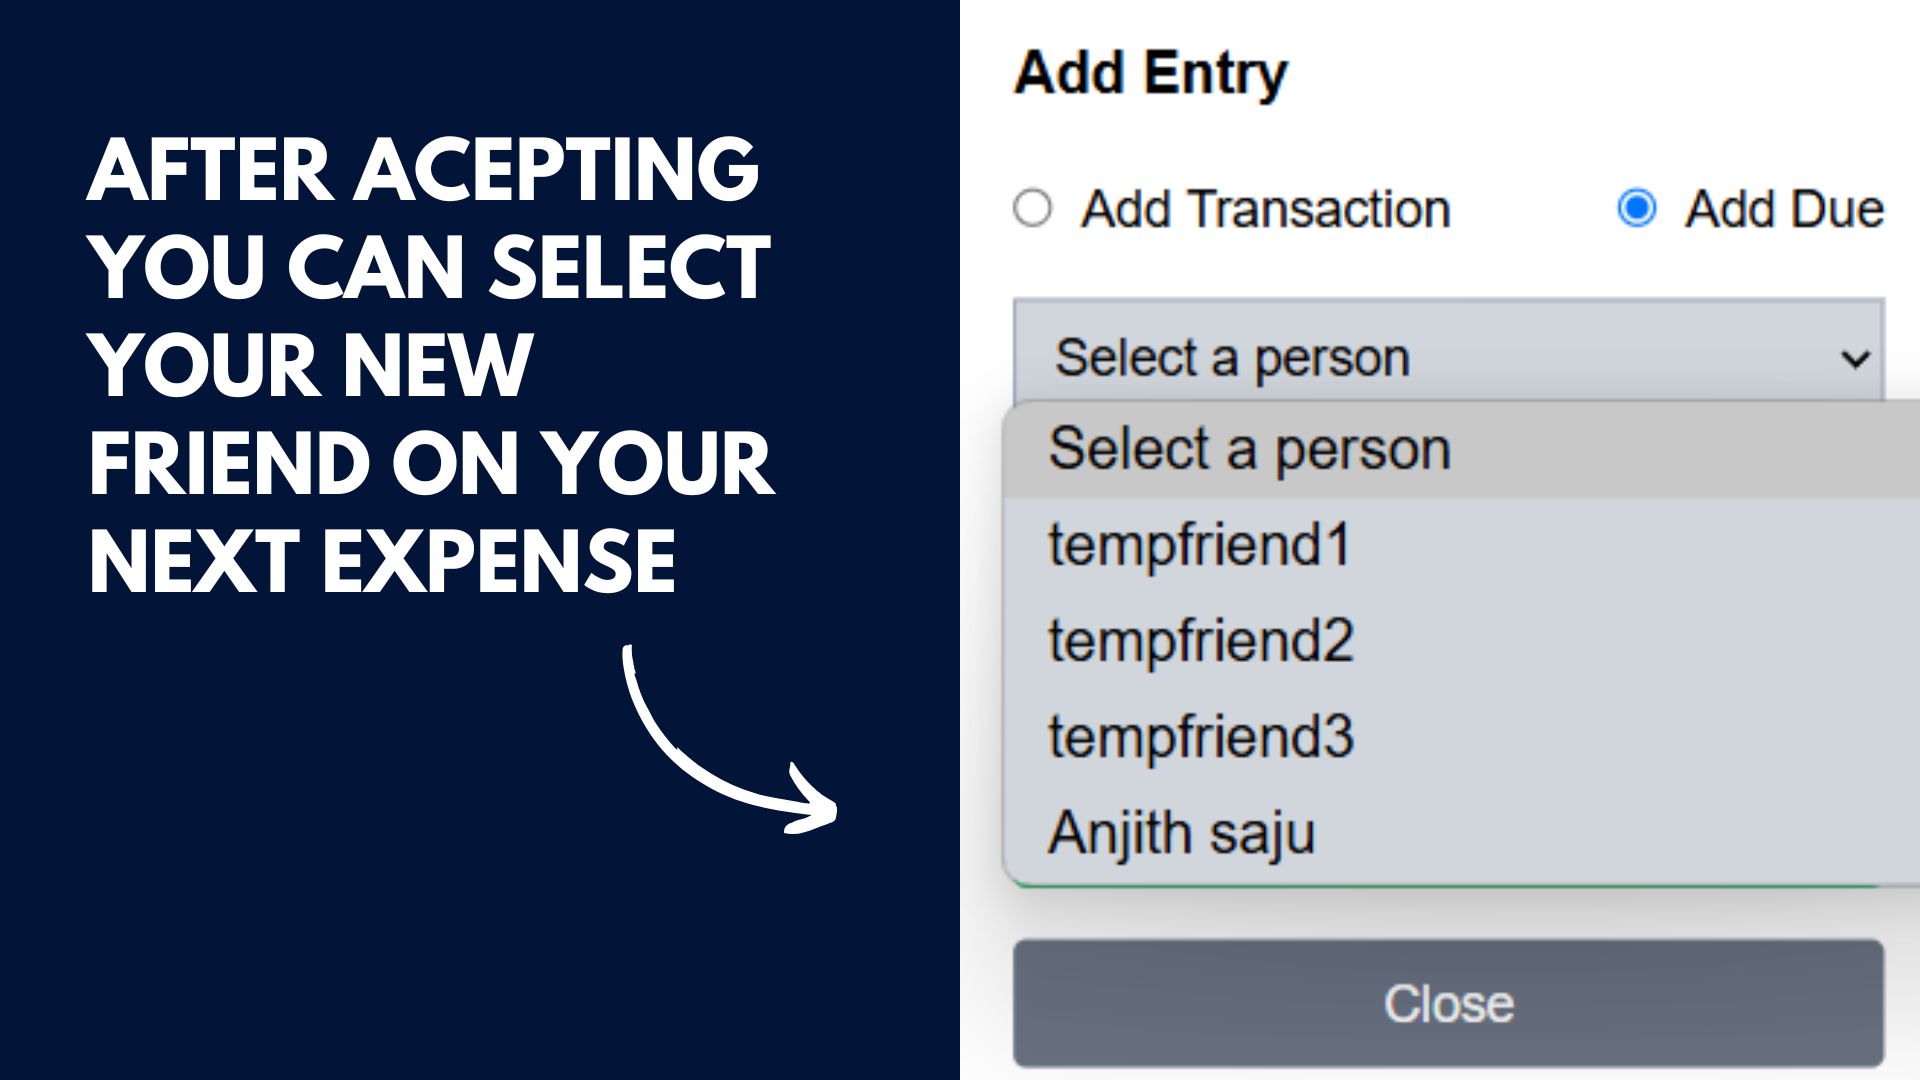 AFTER ACEPTING
YOU CAN SELECT
YOUR NEW
FRIEND ON YOUR
NEXT EXPENSE
Add Entry
Add Transaction
Add Due
Select a person
Select a person
tempfriend1
tempfriend2
tempfriend3
Anjith saju
Close